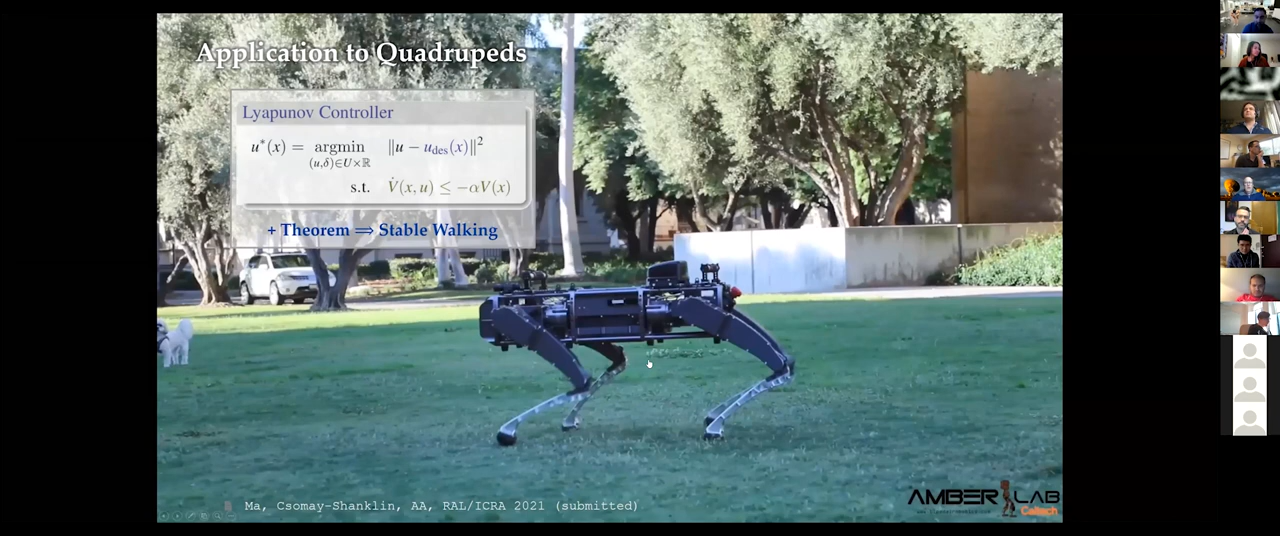 Application to Quadrupeds
Lyapunov Controller
u*(x) = argmin ‖u − u_des(x)‖²
(u,δ)∈U×ℝ
s.t. V̇(x, u) ≤ −αV(x)
+ Theorem ⟹ Stable Walking
Ma, Csomay-Shanklin, AA, RAL/ICRA 2021 (submitted)
AMBER LAB
Caltech